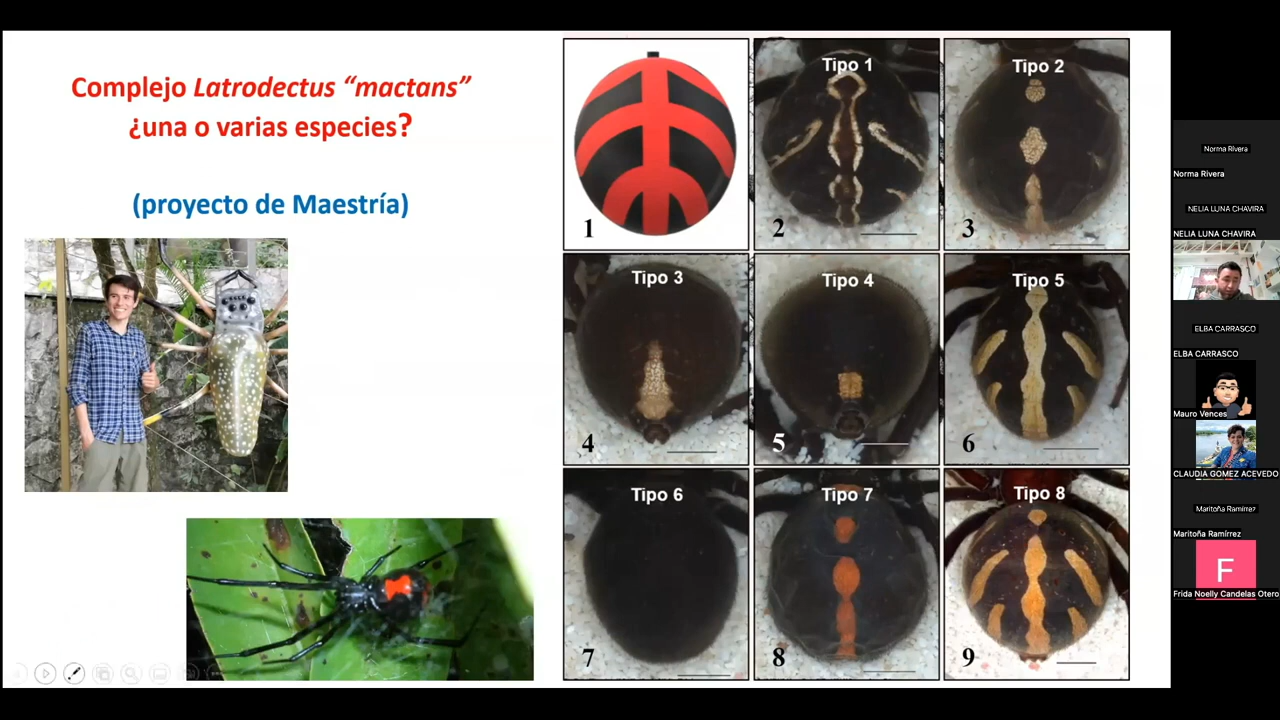 Complejo Latrodectus “mactans”
¿una o varias especies?
(proyecto de Maestría)
1
Tipo 1
2
Tipo 2
3
Tipo 3
4
Tipo 4
5
Tipo 5
6
Tipo 6
7
Tipo 7
8
Tipo 8
9
Norma Rivera
Norma Rivera
NELIA LUNA CHAVIRA
NELIA LUNA CHAVIRA
ELBA CARRASCO
ELBA CARRASCO
Mauro Vences
CLAUDIA GOMEZ ACEVEDO
Maritoña Ramírrez
Maritoña Ramírrez
F
Frida Noelly Candelas Otero